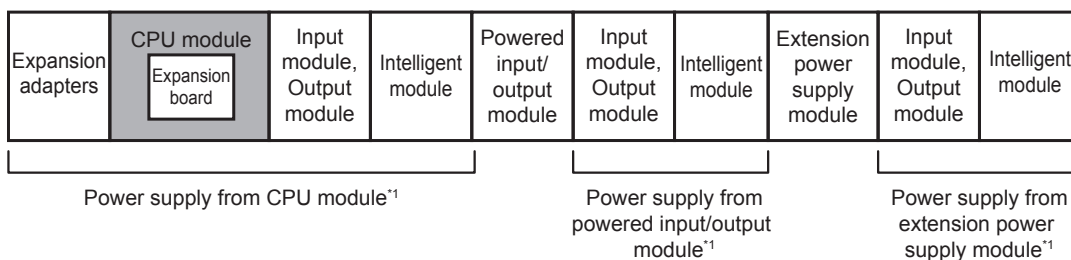 Expansion
adapters
CPU module
Expansion
board
Input
module,
Output
module
Intelligent
module
Powered
input/
output
module
Input
module,
Output
module
Intelligent
module
Extension
power
supply
module
Input
module,
Output
module
Intelligent
module
Power supply from CPU module*1
Power supply from
powered input/output
module*1
Power supply from
extension power
supply module*1